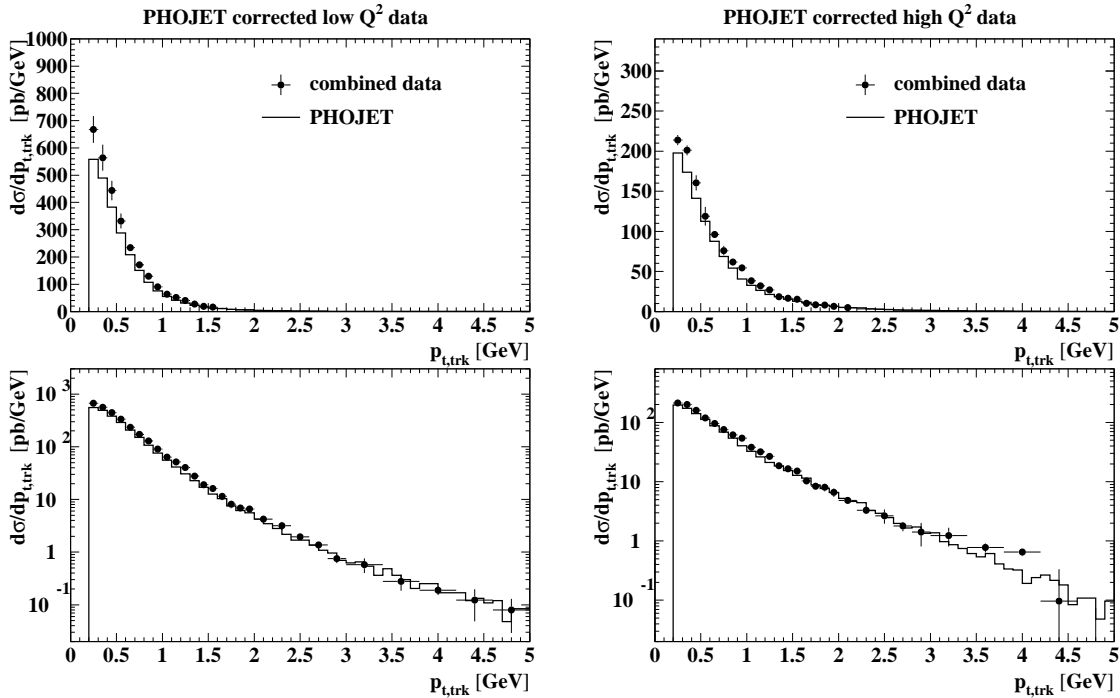 PHOJET corrected low Q² data
1000
900
800
700
600
500
400
300
200
100
0
dσ/dp_t,trk [pb/GeV]
combined data
PHOJET
0 0.5 1 1.5 2 2.5 3 3.5 4 4.5 5
p_t,trk [GeV]
PHOJET corrected high Q² data
300
250
200
150
100
50
0
dσ/dp_t,trk [pb/GeV]
combined data
PHOJET
0 0.5 1 1.5 2 2.5 3 3.5 4 4.5 5
p_t,trk [GeV]
10³
10²
10
1
10⁻¹
dσ/dp_t,trk [pb/GeV]
0 0.5 1 1.5 2 2.5 3 3.5 4 4.5 5
p_t,trk [GeV]
10²
10
1
10⁻¹
dσ/dp_t,trk [pb/GeV]
0 0.5 1 1.5 2 2.5 3 3.5 4 4.5 5
p_t,trk [GeV]